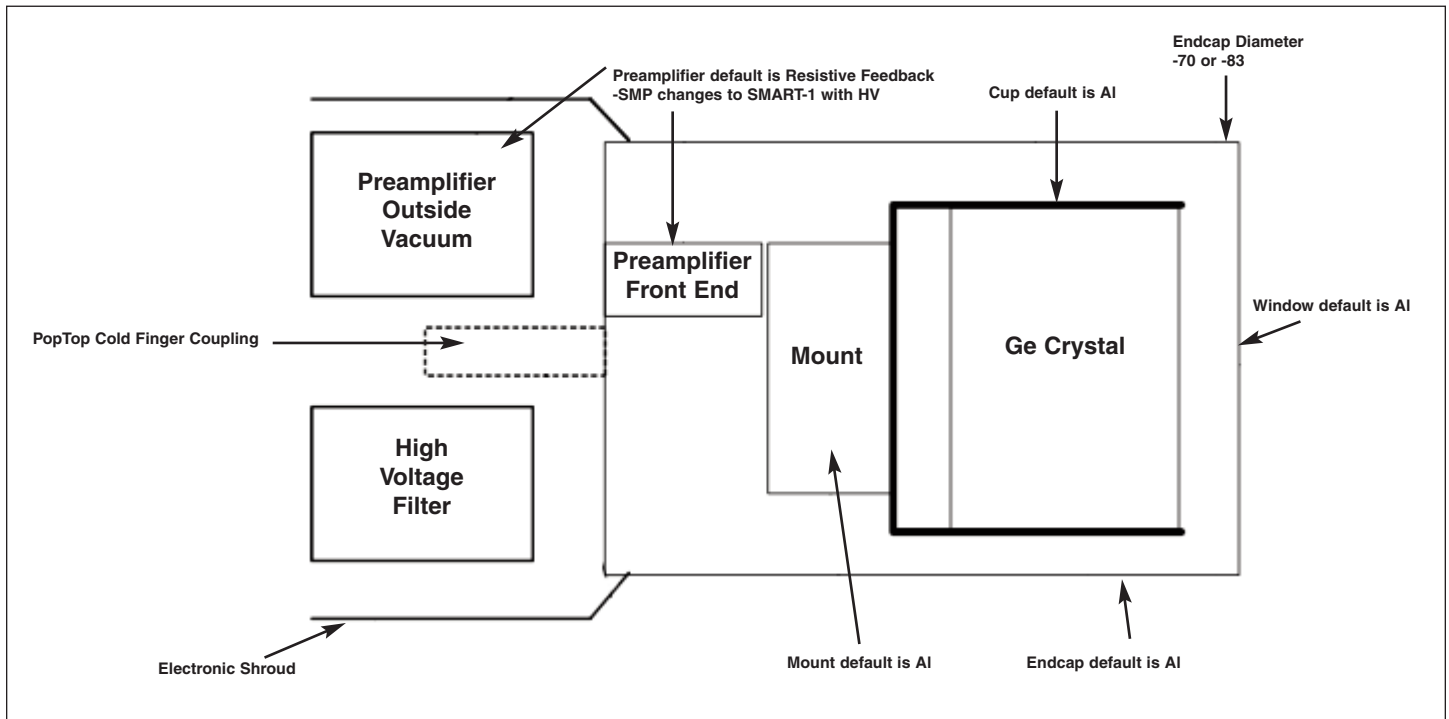 Endcap Diameter
-70 or -83
Preamplifier default is Resistive Feedback
-SMP changes to SMART-1 with HV
Cup default is Al
Preamplifier
Outside
Vacuum
Preamplifier
Front End
PopTop Cold Finger Coupling
Mount
Ge Crystal
Window default is Al
High
Voltage
Filter
Electronic Shroud
Mount default is Al
Endcap default is Al